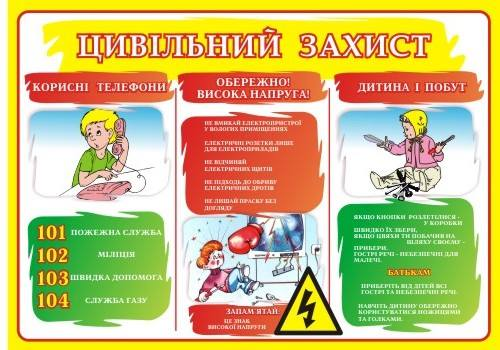 ЦИВІЛЬНИЙ ЗАХИСТ
КОРИСНІ ТЕЛЕФОНИ
101 ПОЖЕЖНА СЛУЖБА
102 МІЛІЦІЯ
103 ШВИДКА ДОПОМОГА
104 СЛУЖБА ГАЗУ
ОБЕРЕЖНО!
ВИСОКА НАПРУГА!
НЕ ВМИКАЙ ЕЛЕКТРОПРИСТРОЇ
У ВОЛОГИХ ПРИМІЩЕННЯХ
ЕЛЕКТРИЧНІ РОЗЕТКИ ЛИШЕ
ДЛЯ ЕЛЕКТРОПРИЛАДІВ
НЕ ВІДЧИНЯЙ
ЕЛЕКТРИЧНИХ ЩИТІВ
НЕ ПІДХОДЬ ДО ОБРИВУ
ЕЛЕКТРИЧНИХ ДРОТІВ
НЕ ЛИШАЙ ПРАСКУ БЕЗ
ДОГЛЯДУ
ЗАПАМ'ЯТАЙ:
ЦЕ ЗНАК
ВИСОКОЇ НАПРУГИ
ДИТИНА І ПОБУТ
ЯКЩО КНОПКИ РОЗЛЕТІЛИСЯ -
У КОРОБКИ
ШВИДКО ЇХ ЗБЕРИ,
ЯКЩО ЦВЯХИ ТИ ПОБАЧИВ НА
ШЛЯХУ СВОЄМУ -
ПРИБЕРИ.
ГОСТРІ РЕЧІ - НЕБЕЗПЕЧНІ ДЛЯ
МАЛЕЧІ.
БАТЬКАМ
ПРИБЕРІТЬ ВІД ДІТЕЙ ВСІ
ГОСТРІ ТА НЕБЕЗПЕЧНІ РЕЧІ.
НАВЧІТЬ ДИТИНУ ОБЕРЕЖНО
КОРИСТУВАТИСЯ НОЖИЦЯМИ
ТА ГОЛКАМИ.